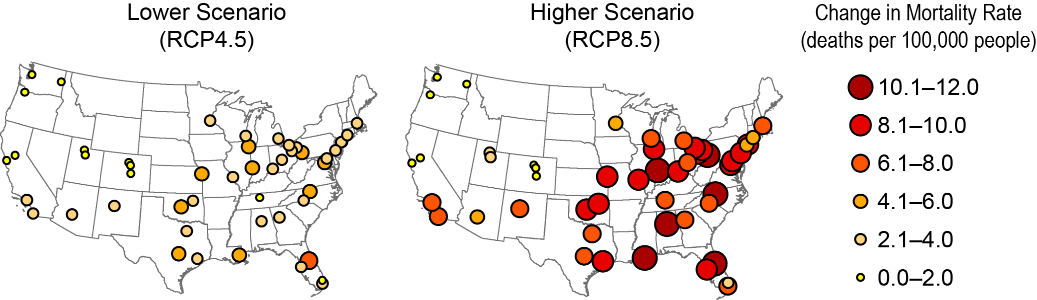 Lower Scenario
(RCP4.5)
Higher Scenario
(RCP8.5)
Change in Mortality Rate
(deaths per 100,000 people)
10.1–12.0
8.1–10.0
6.1–8.0
4.1–6.0
2.1–4.0
0.0–2.0